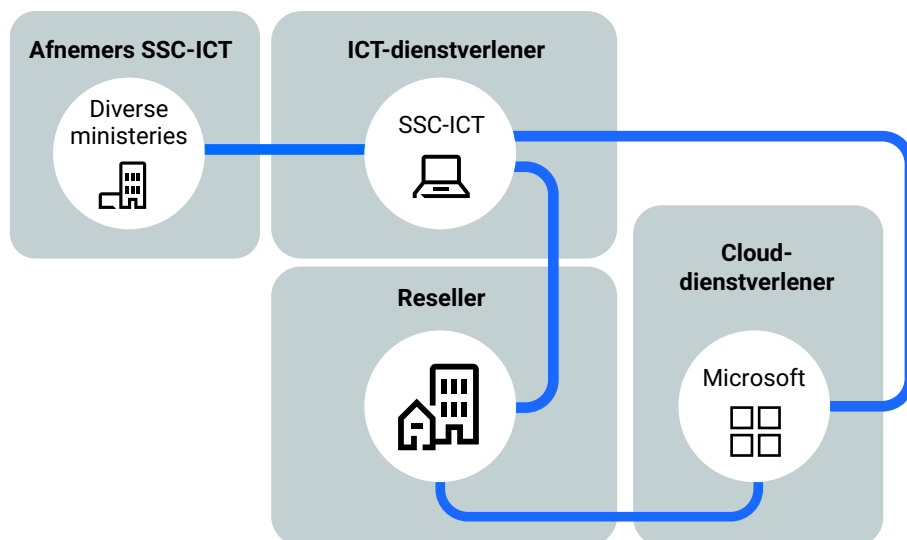 Afnemers SSC-ICT
Diverse
ministeries
ICT-dienstverlener
SSC-ICT
Reseller
Cloud-
dienstverlener
Microsoft